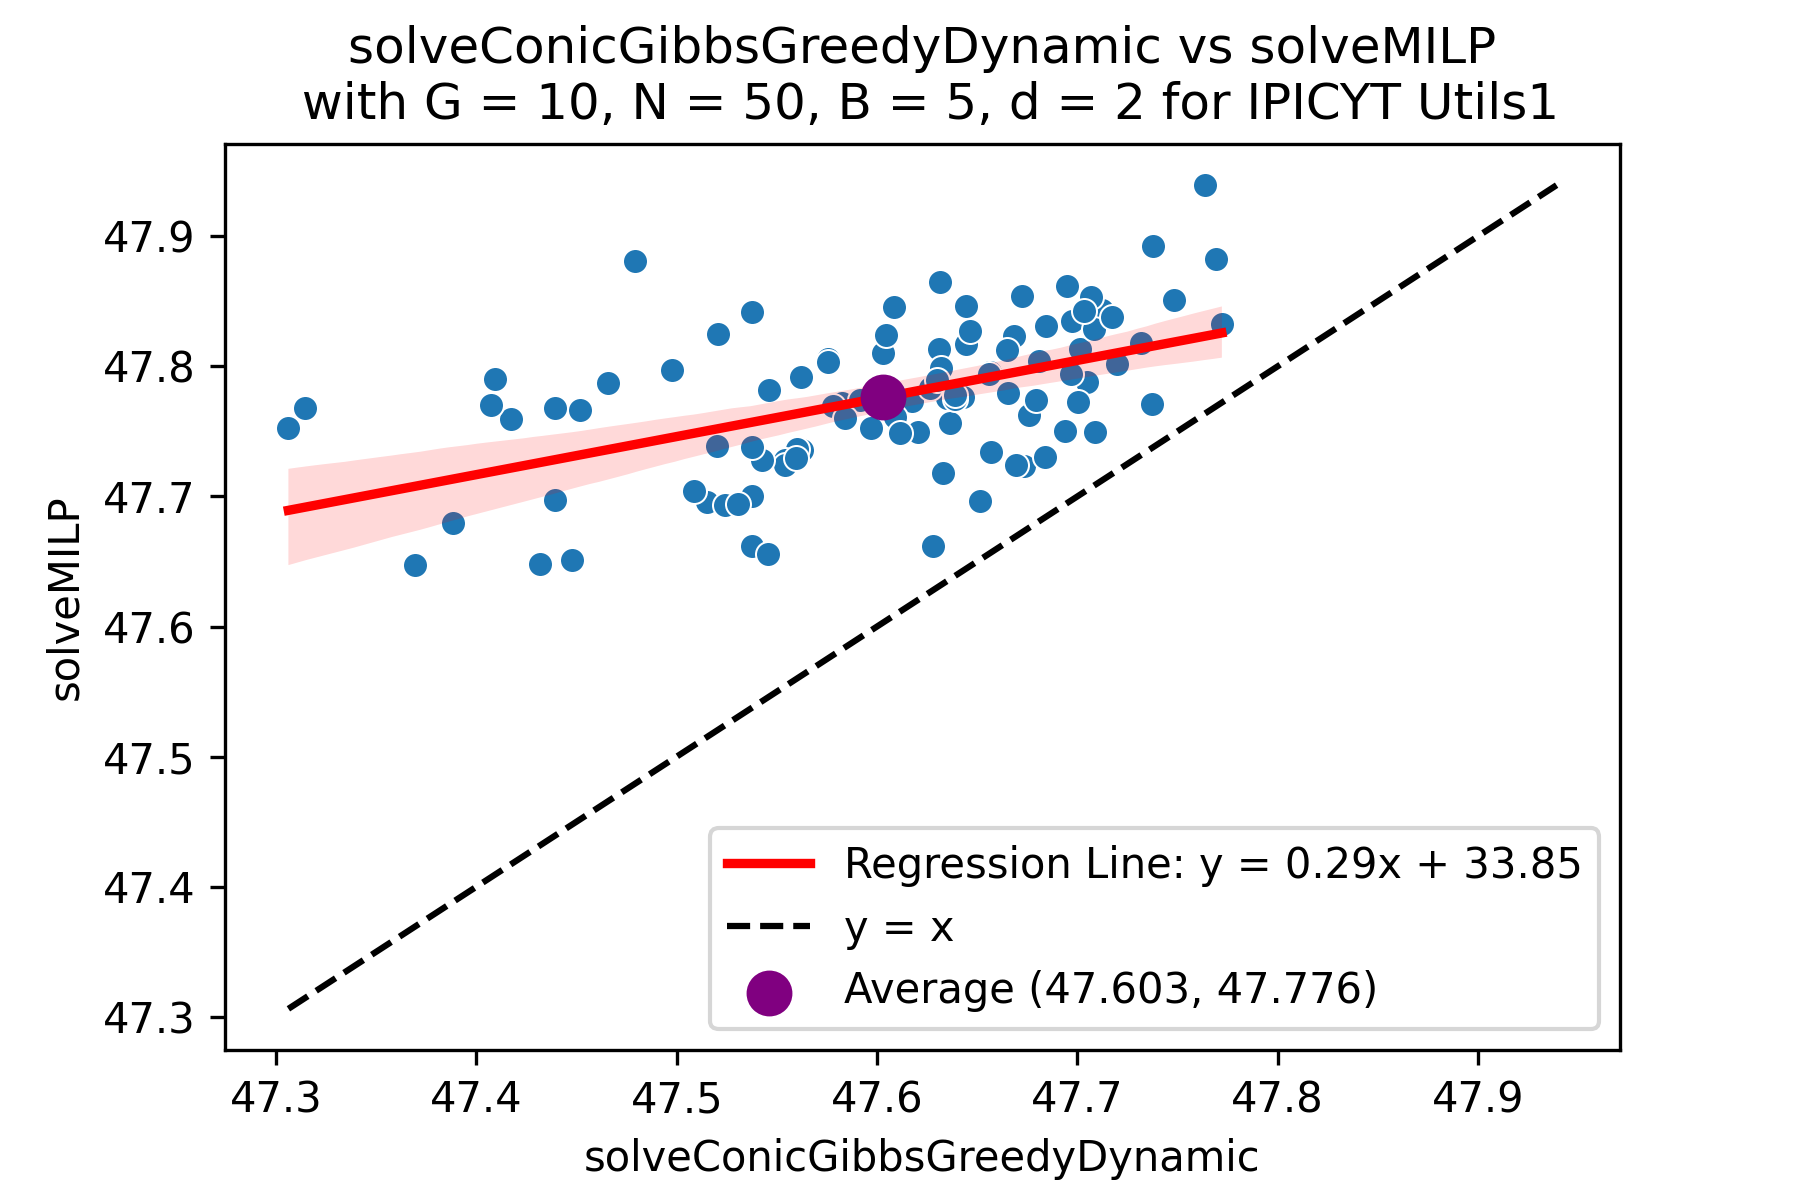 solveConicGibbsGreedyDynamic vs solveMILP
with G = 10, N = 50, B = 5, d = 2 for IPICYT Utils1
solveMILP
47.9
47.8
47.7
47.6
47.5
47.4
47.3
Regression Line: y = 0.29x + 33.85
y = x
Average (47.603, 47.776)
47.3 47.4 47.5 47.6 47.7 47.8 47.9
solveConicGibbsGreedyDynamic